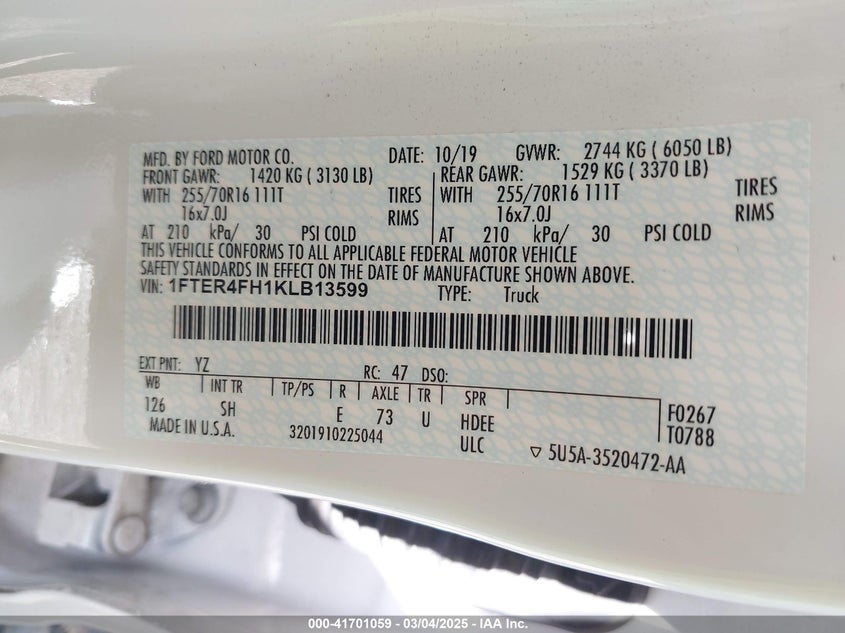 MFD. BY FORD MOTOR CO. DATE: 10/19 GVWR: 2744 KG ( 6050 LB)
FRONT GAWR: 1420 KG ( 3130 LB) REAR GAWR: 1529 KG ( 3370 LB)
WITH 255/70R16 111T TIRES WITH 255/70R16 111T TIRES
16x7.0J RIMS 16x7.0J RIMS
AT 210 kPa/ 30 PSI COLD AT 210 kPa/ 30 PSI COLD
THIS VEHICLE CONFORMS TO ALL APPLICABLE FEDERAL MOTOR VEHICLE
SAFETY STANDARDS IN EFFECT ON THE DATE OF MANUFACTURE SHOWN ABOVE.
VIN: 1FTER4FH1KLB13599 TYPE: Truck
EXT PNT: YZ RC: 47 DSO:
WB INT TR TP/PS R AXLE TR SPR
126 SH E 73 U HDEE F0267
MADE IN U.S.A. 3201910225044 ULC T0788
▽ 5U5A-3520472-AA
000-41701059 - 03/04/2025 - IAA Inc.